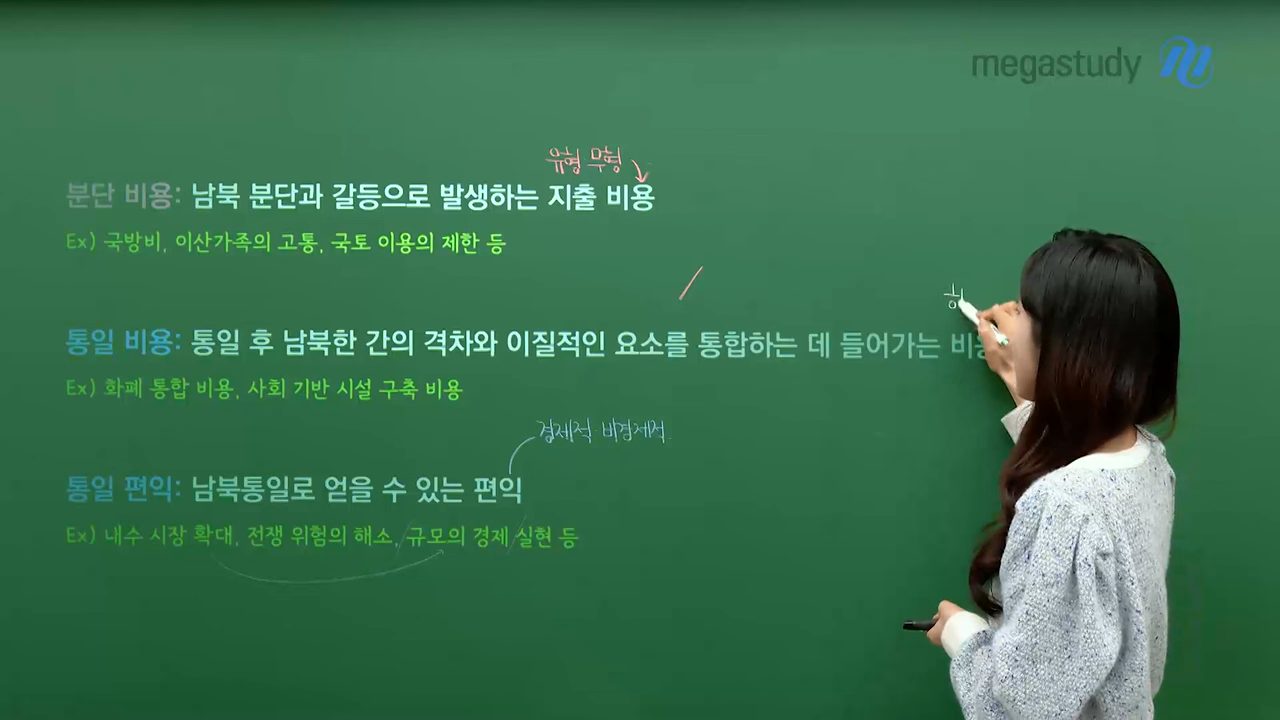 megastudy
유형 무형
분단 비용: 남북 분단과 갈등으로 발생하는 지출 비용
Ex) 국방비, 이산가족의 고통, 국토 이용의 제한 등
통일 비용: 통일 후 남북한 간의 격차와 이질적인 요소를 통합하는 데 들어가는 비용
Ex) 화폐 통합 비용, 사회 기반 시설 구축 비용
경제적 비경제적
통일 편익: 남북통일로 얻을 수 있는 편익
Ex) 내수 시장 확대, 전쟁 위험의 해소, 규모의 경제 실현 등